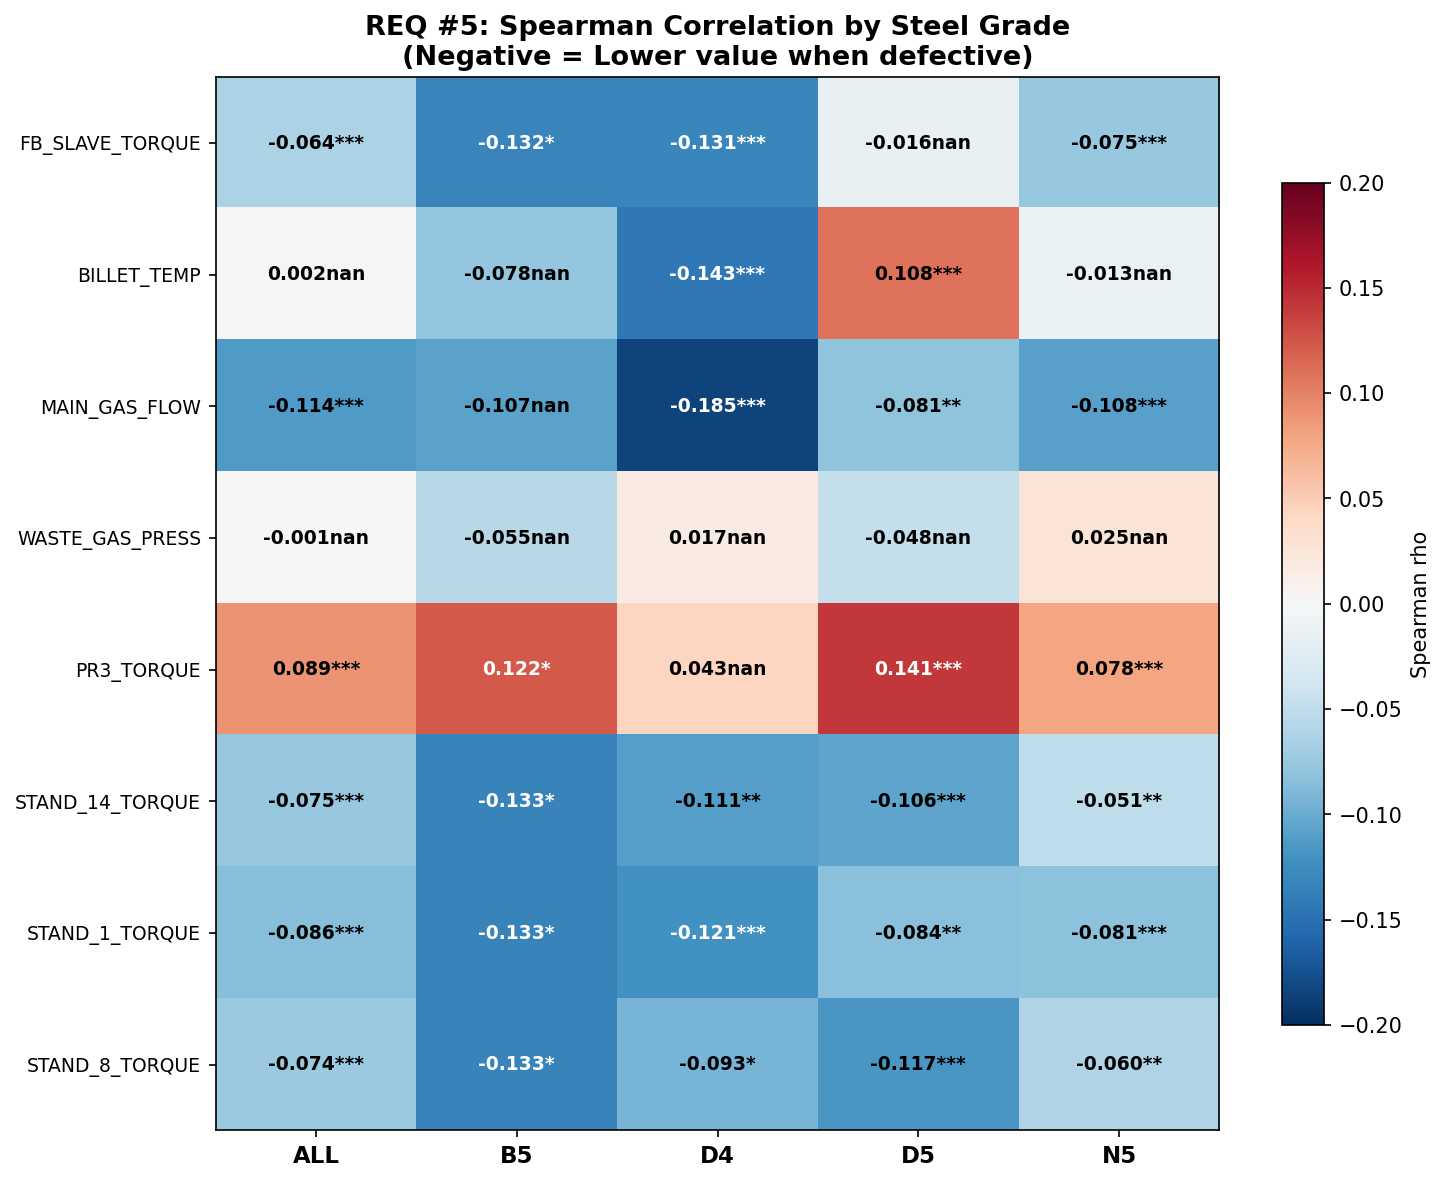 REQ #5: Spearman Correlation by Steel Grade
(Negative = Lower value when defective)
FB_SLAVE_TORQUE -0.064*** -0.132* -0.131*** -0.016nan -0.075***
BILLET_TEMP 0.002nan -0.078nan -0.143*** 0.108*** -0.013nan
MAIN_GAS_FLOW -0.114*** -0.107nan -0.185*** -0.081** -0.108***
WASTE_GAS_PRESS -0.001nan -0.055nan 0.017nan -0.048nan 0.025nan
PR3_TORQUE 0.089*** 0.122* 0.043nan 0.141*** 0.078***
STAND_14_TORQUE -0.075*** -0.133* -0.111** -0.106*** -0.051**
STAND_1_TORQUE -0.086*** -0.133* -0.121*** -0.084** -0.081***
STAND_8_TORQUE -0.074*** -0.133* -0.093* -0.117*** -0.060**
ALL B5 D4 D5 N5
0.20
0.15
0.10
0.05
0.00
−0.05
−0.10
−0.15
−0.20
Spearman rho